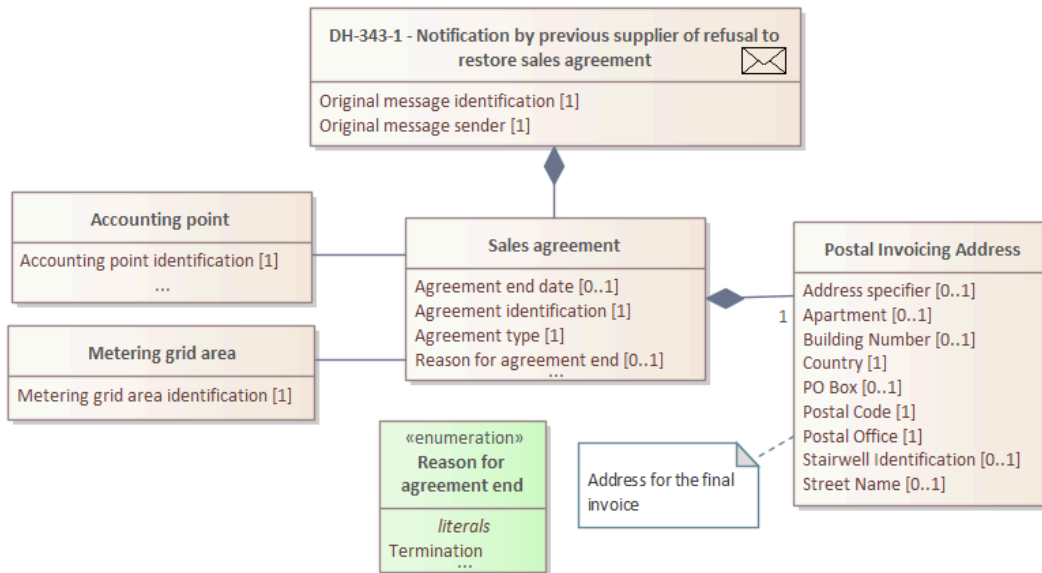 DH-343-1 - Notification by previous supplier of refusal to
restore sales agreement
Original message identification [1]
Original message sender [1]
Accounting point
Accounting point identification [1]
...
Metering grid area
Metering grid area identification [1]
Sales agreement
Agreement end date [0..1]
Agreement identification [1]
Agreement type [1]
Reason for agreement end [0..1]
...
1
Postal Invoicing Address
Address specifier [0..1]
Apartment [0..1]
Building Number [0..1]
Country [1]
PO Box [0..1]
Postal Code [1]
Postal Office [1]
Stairwell Identification [0..1]
Street Name [0..1]
«enumeration»
Reason for
agreement end
literals
Termination
...
Address for the final
invoice